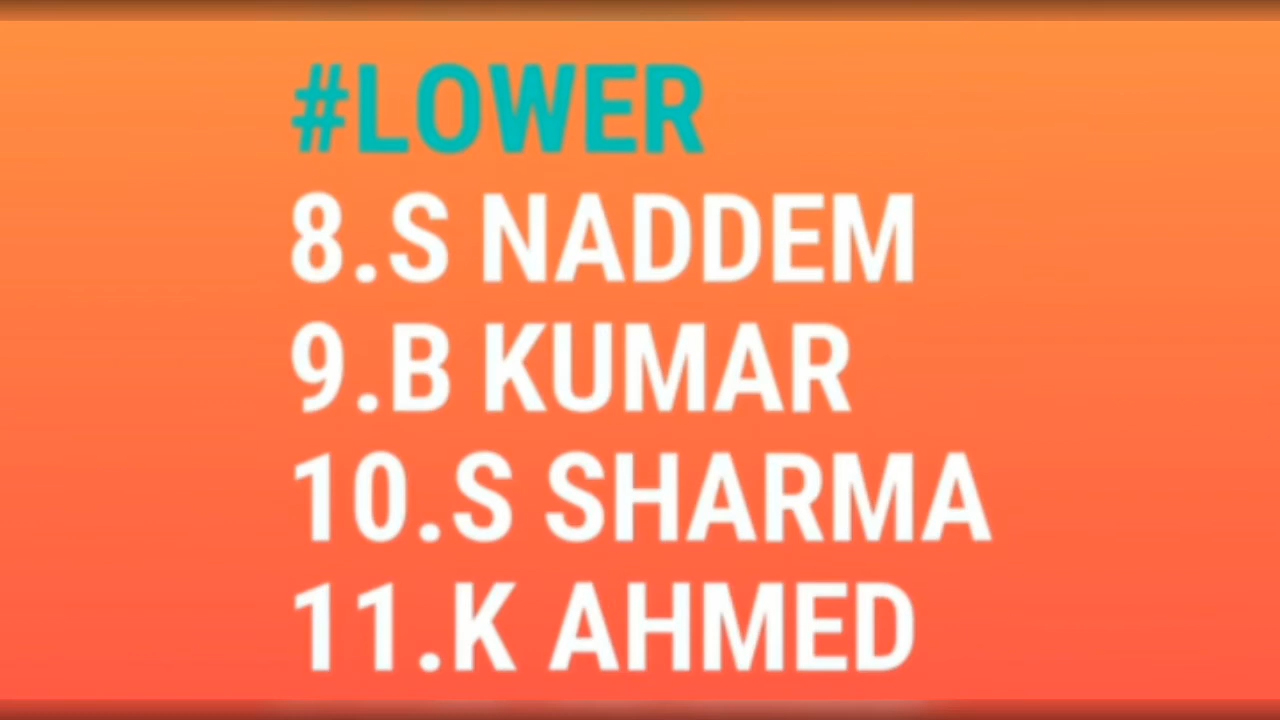 #LOWER
8.S NADDEM
9.B KUMAR
10.S SHARMA
11.K AHMED